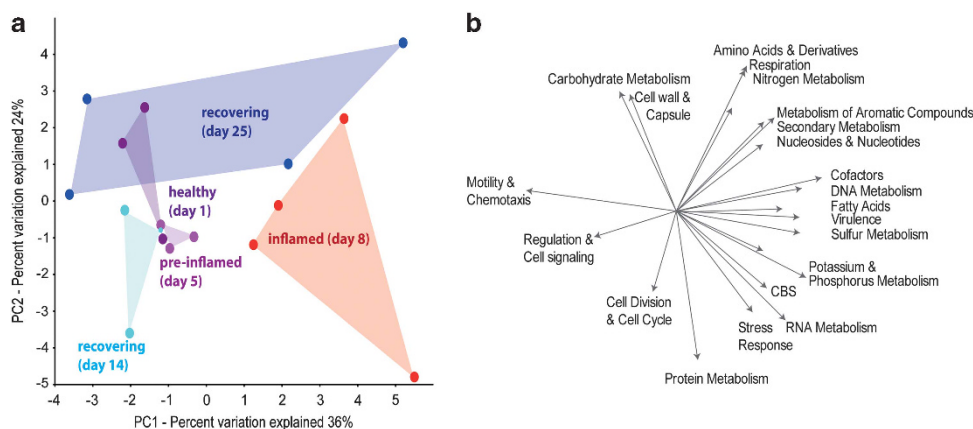 a
PC2 - Percent variation explained 24%
5
4
3
2
1
0
-1
-2
-3
-4
-5
recovering
(day 25)
healthy
(day 1)
inflamed (day 8)
pre-inflamed
(day 5)
recovering
(day 14)
-4 -3 -2 -1 0 1 2 3 4 5
PC1 - Percent variation explained 36%
b
Amino Acids & Derivatives
Respiration
Nitrogen Metabolism
Carbohydrate Metabolism
Cell wall &
Capsule
Metabolism of Aromatic Compounds
Secondary Metabolism
Nucleosides & Nucleotides
Motility &
Chemotaxis
Cofactors
DNA Metabolism
Fatty Acids
Virulence
Sulfur Metabolism
Regulation &
Cell signaling
Potassium &
Phosphorus Metabolism
CBS
Cell Division
& Cell Cycle
Stress
Response
RNA Metabolism
Protein Metabolism